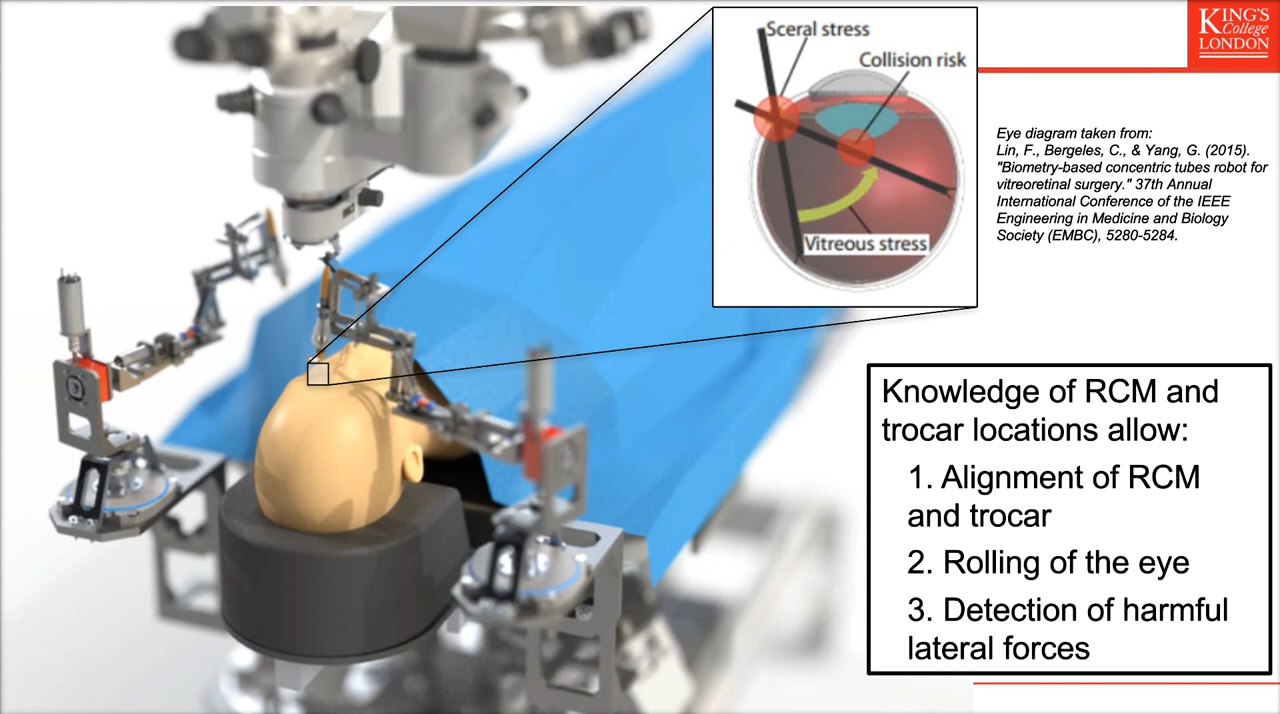 KING'S
College
LONDON
Sceral stress
Collision risk
Vitreous stress
Eye diagram taken from:
Lin, F., Bergeles, C., & Yang, G. (2015).
"Biometry-based concentric tubes robot for
vitreoretinal surgery." 37th Annual
International Conference of the IEEE
Engineering in Medicine and Biology
Society (EMBC), 5280-5284.
Knowledge of RCM and
trocar locations allow:
1. Alignment of RCM
and trocar
2. Rolling of the eye
3. Detection of harmful
lateral forces